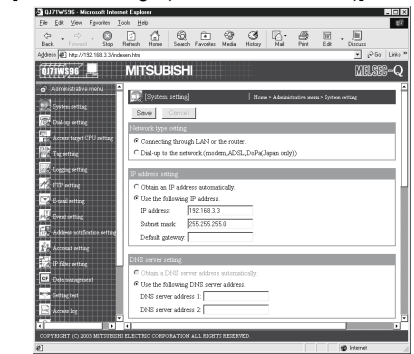 QJ71WS96 - Microsoft Internet Explorer
File Edit View Favorites Tools Help
Back Forward Stop Refresh Home Search Favorites Media History Mail Print Edit Discuss
Address http://192.168.3.3/indexen.htm Go Links »
QJ71WS96 MITSUBISHI MELSEC-Q
Administrative menu
[System setting] Home > Administrative menu > System setting
System setting
Save Cancel
Dial-up setting
Network type setting
Access target CPU setting
Connecting through LAN or the router.
Tag setting
Dial-up to the network (modem,ADSL,DoPa(Japan only))
Logging setting
IP address setting
FTP setting
Obtain an IP address automatically.
E-mail setting
Use the following IP address.
IP address: 192.168.3.3
Event setting
Subnet mask: 255.255.255.0
Address notification setting
Default gateway:
Account setting
DNS server setting
IP filter setting
Obtain a DNS server address automatically.
Data management
Use the following DNS server address.
Setting test
DNS server address 1:
Access log
DNS server address 2:
COPYRIGHT (C) 2003 MITSUBISHI ELECTRIC CORPORATION ALL RIGHTS RESERVED
Internet